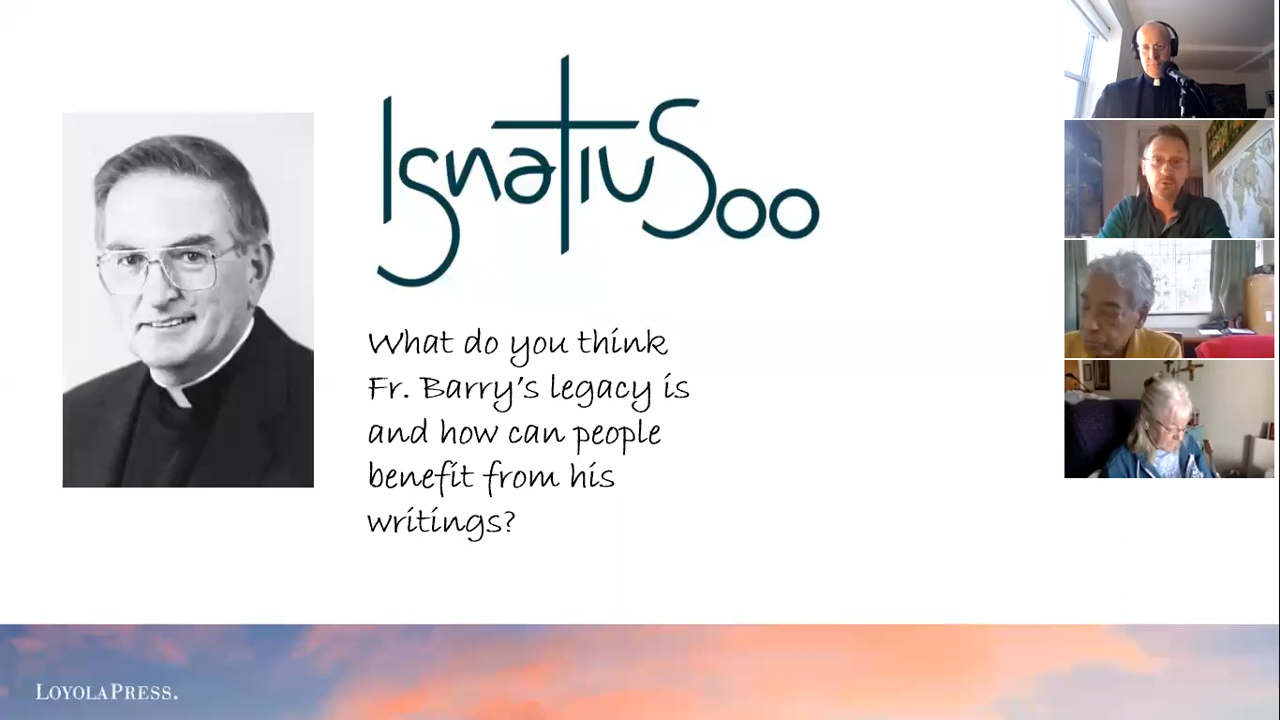 Ignatius500
What do you think
Fr. Barry's legacy is
and how can people
benefit from his
writings?
LOYOLAPRESS.